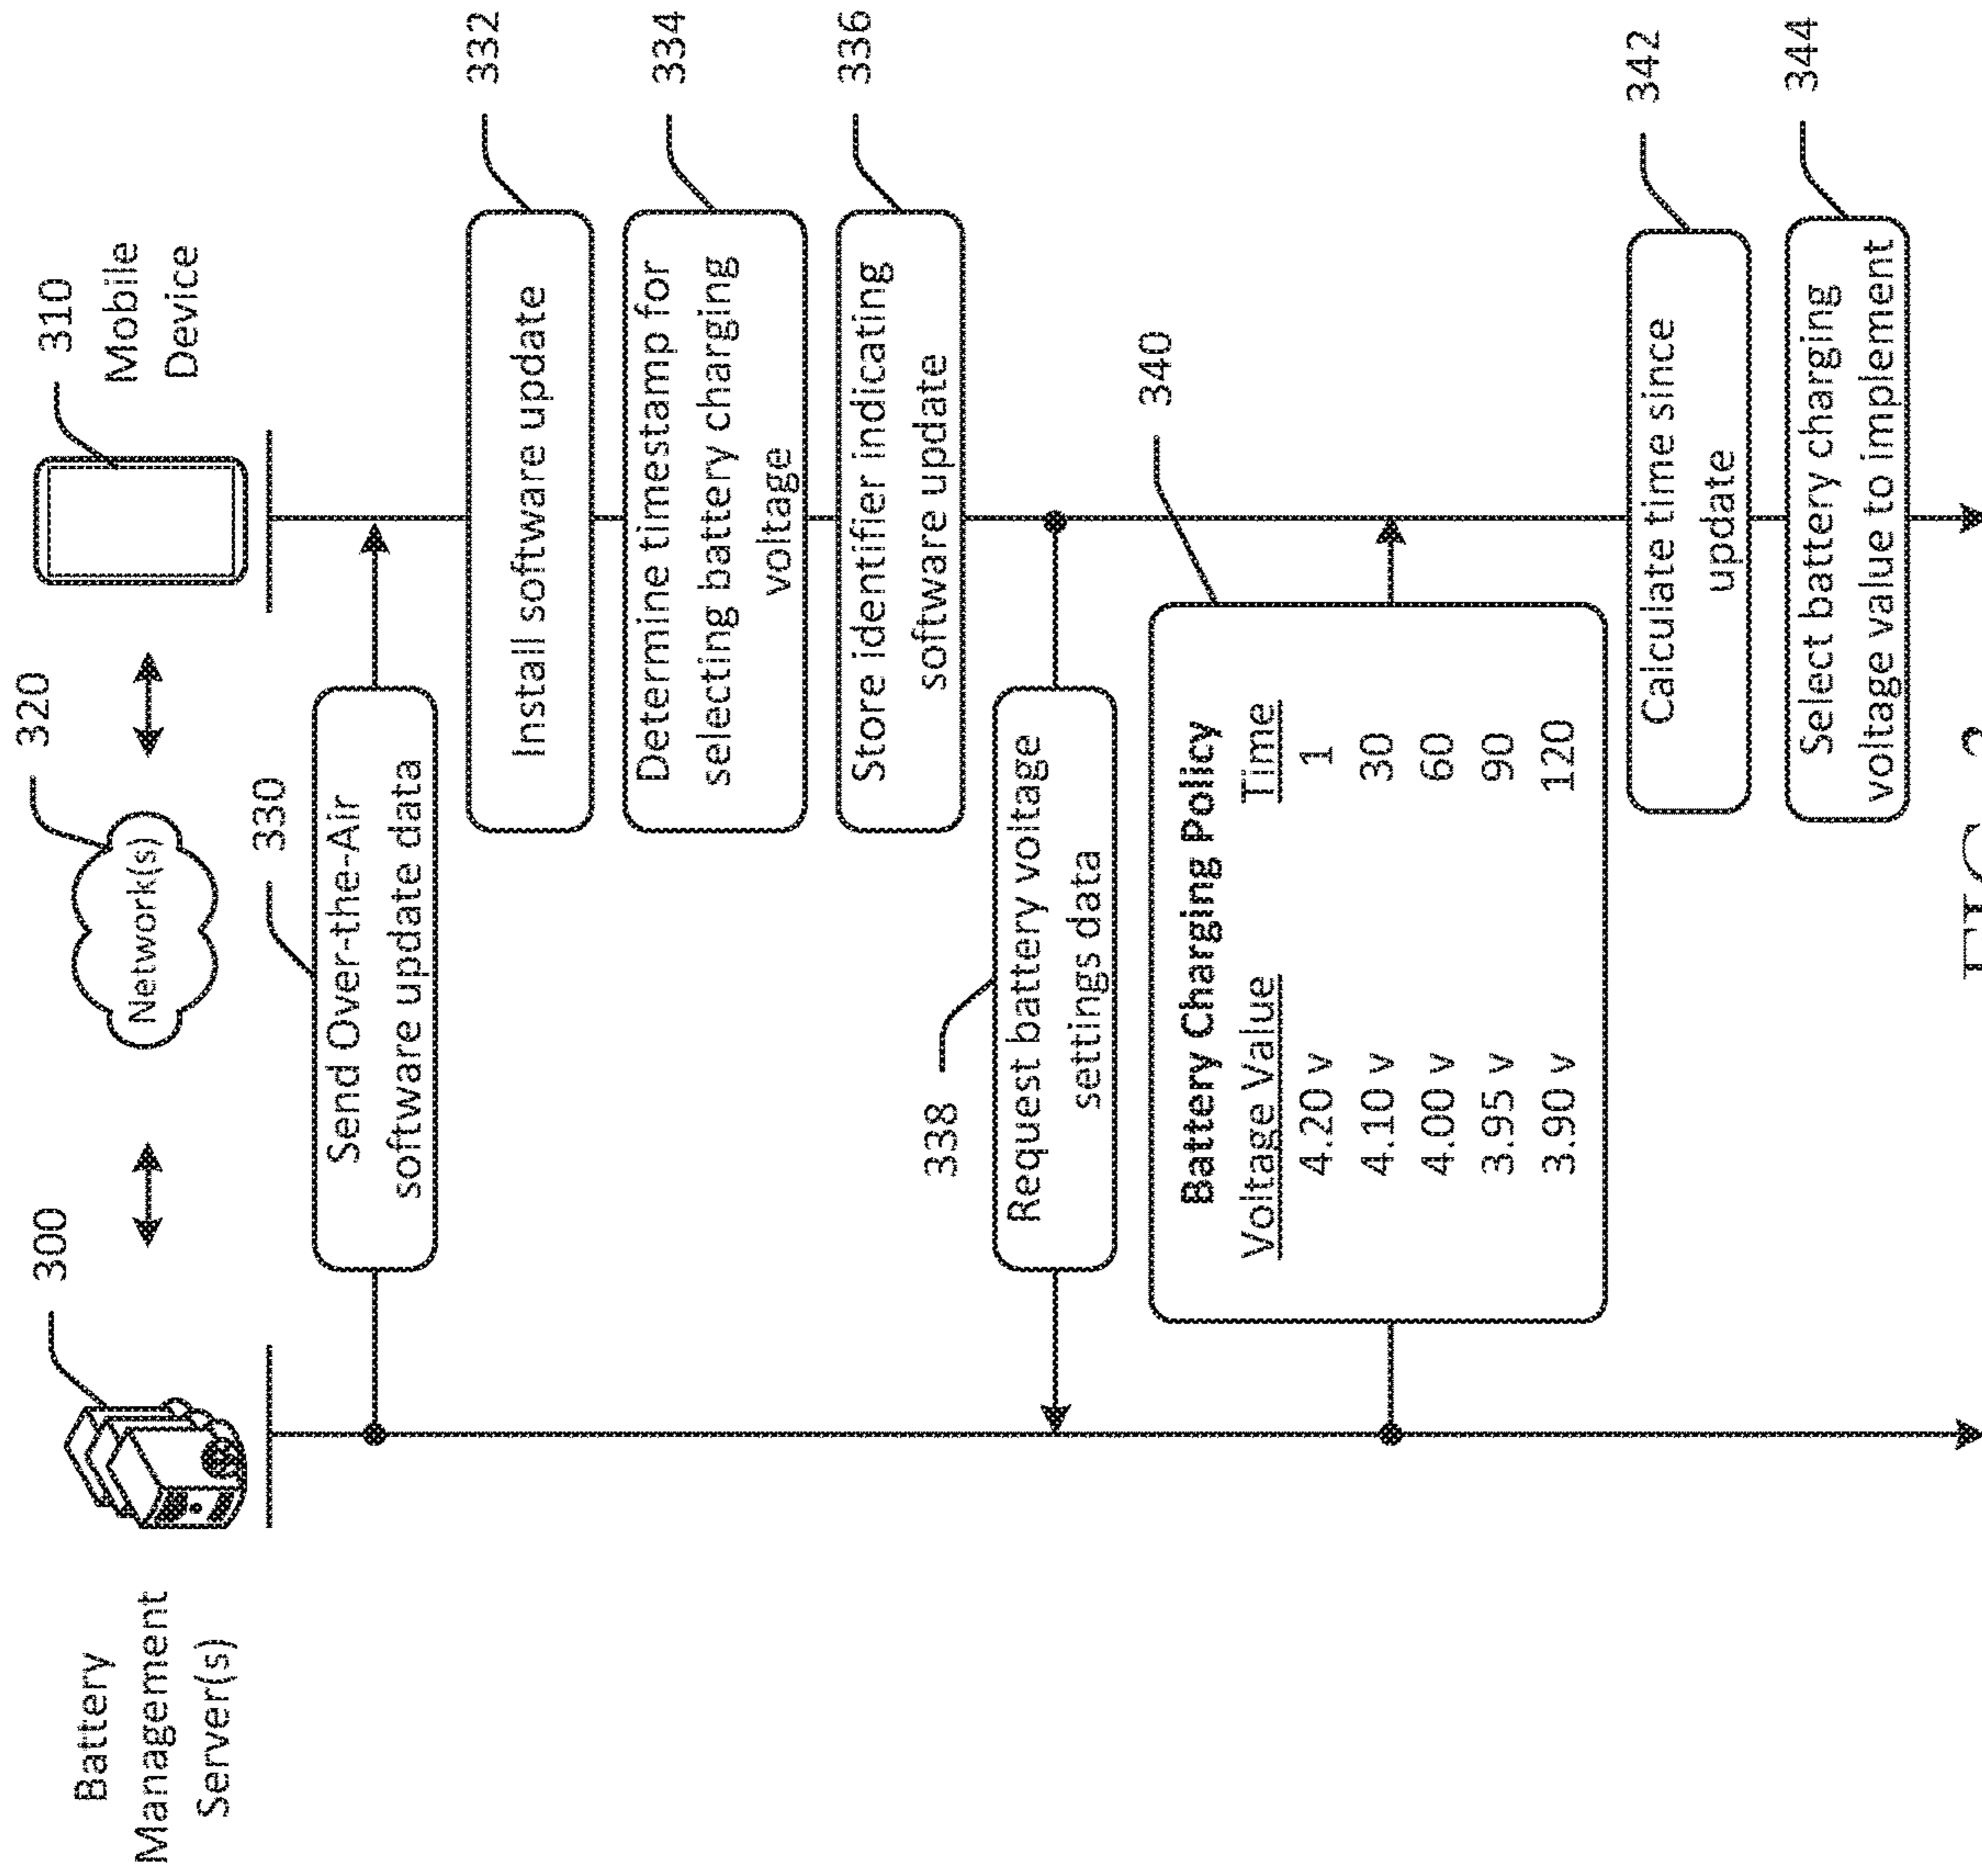 Battery
Management
Server(s)
300
Network(s)
320
310
Mobile
Device
330
Send Over-the-Air
software update data
Install software update
332
Determine timestamp for
selecting battery charging
voltage
334
Store identifier indicating
software update
336
338
Request battery voltage
settings data
340
Battery Charging Policy
Voltage Value Time
4.20 v 1
4.10 v 30
4.00 v 60
3.95 v 90
3.90 v 120
Calculate time since
update
342
Select battery charging
voltage value to implement
344